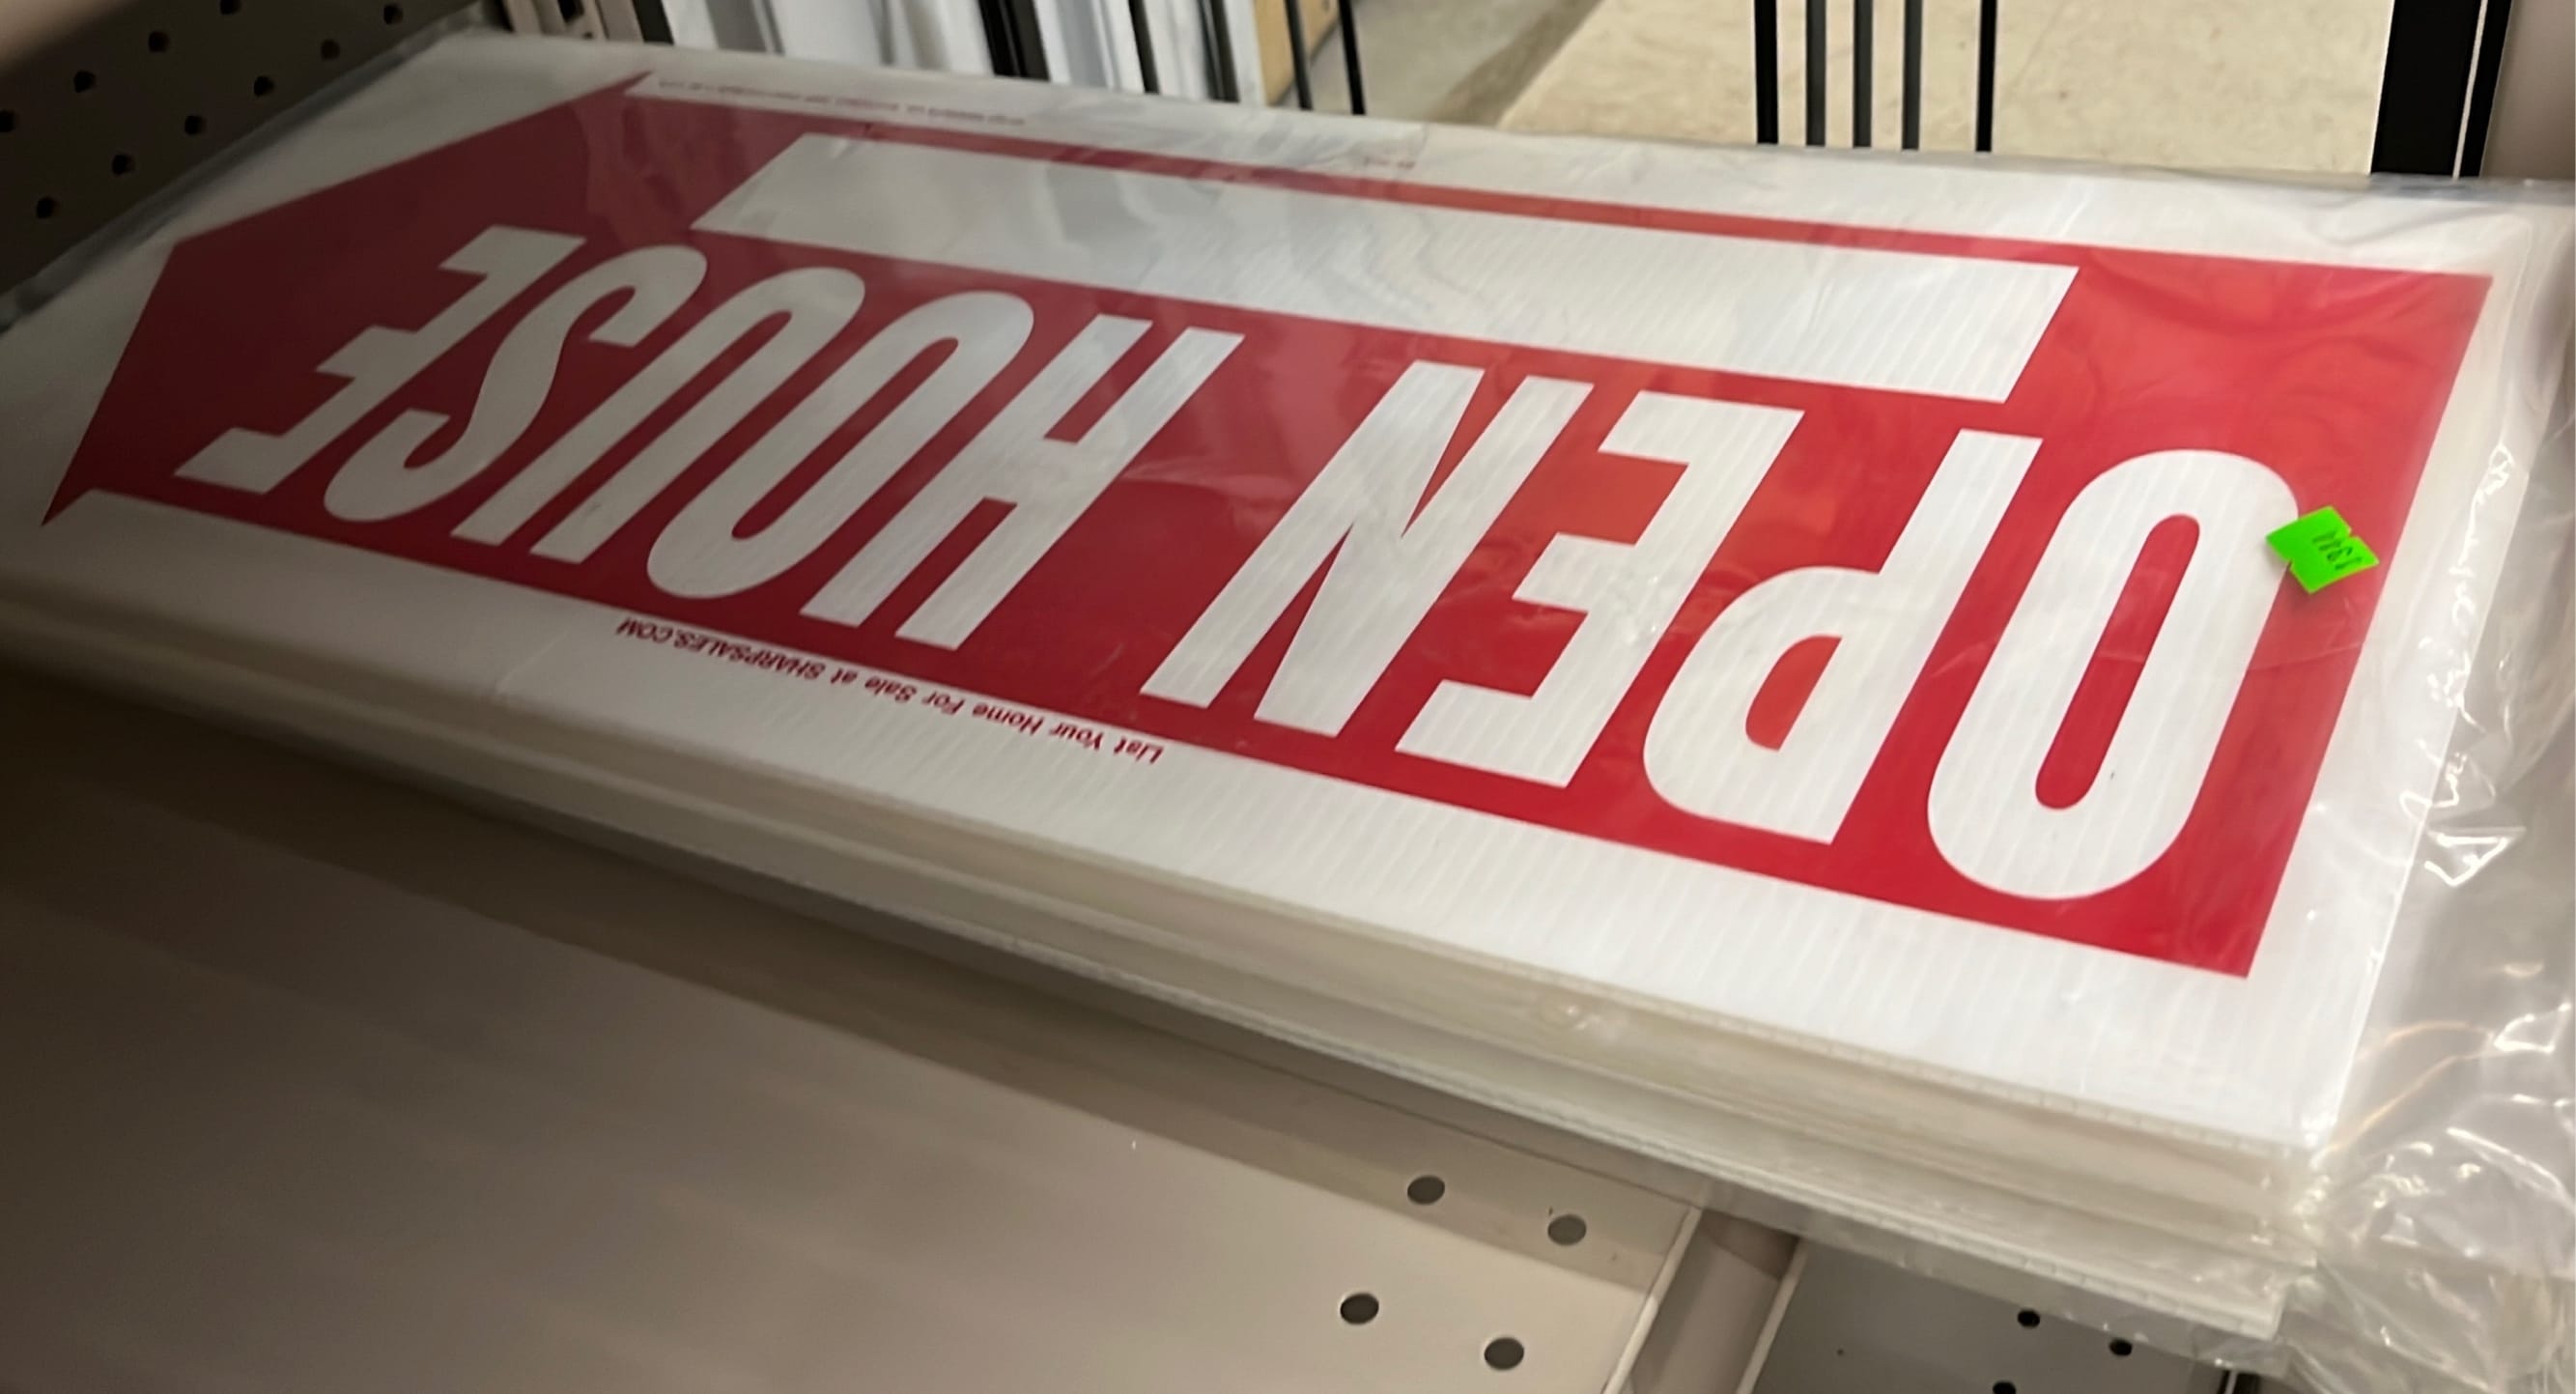 List Your Home For Sale at SHARPSALES.COM
OPEN HOUSE